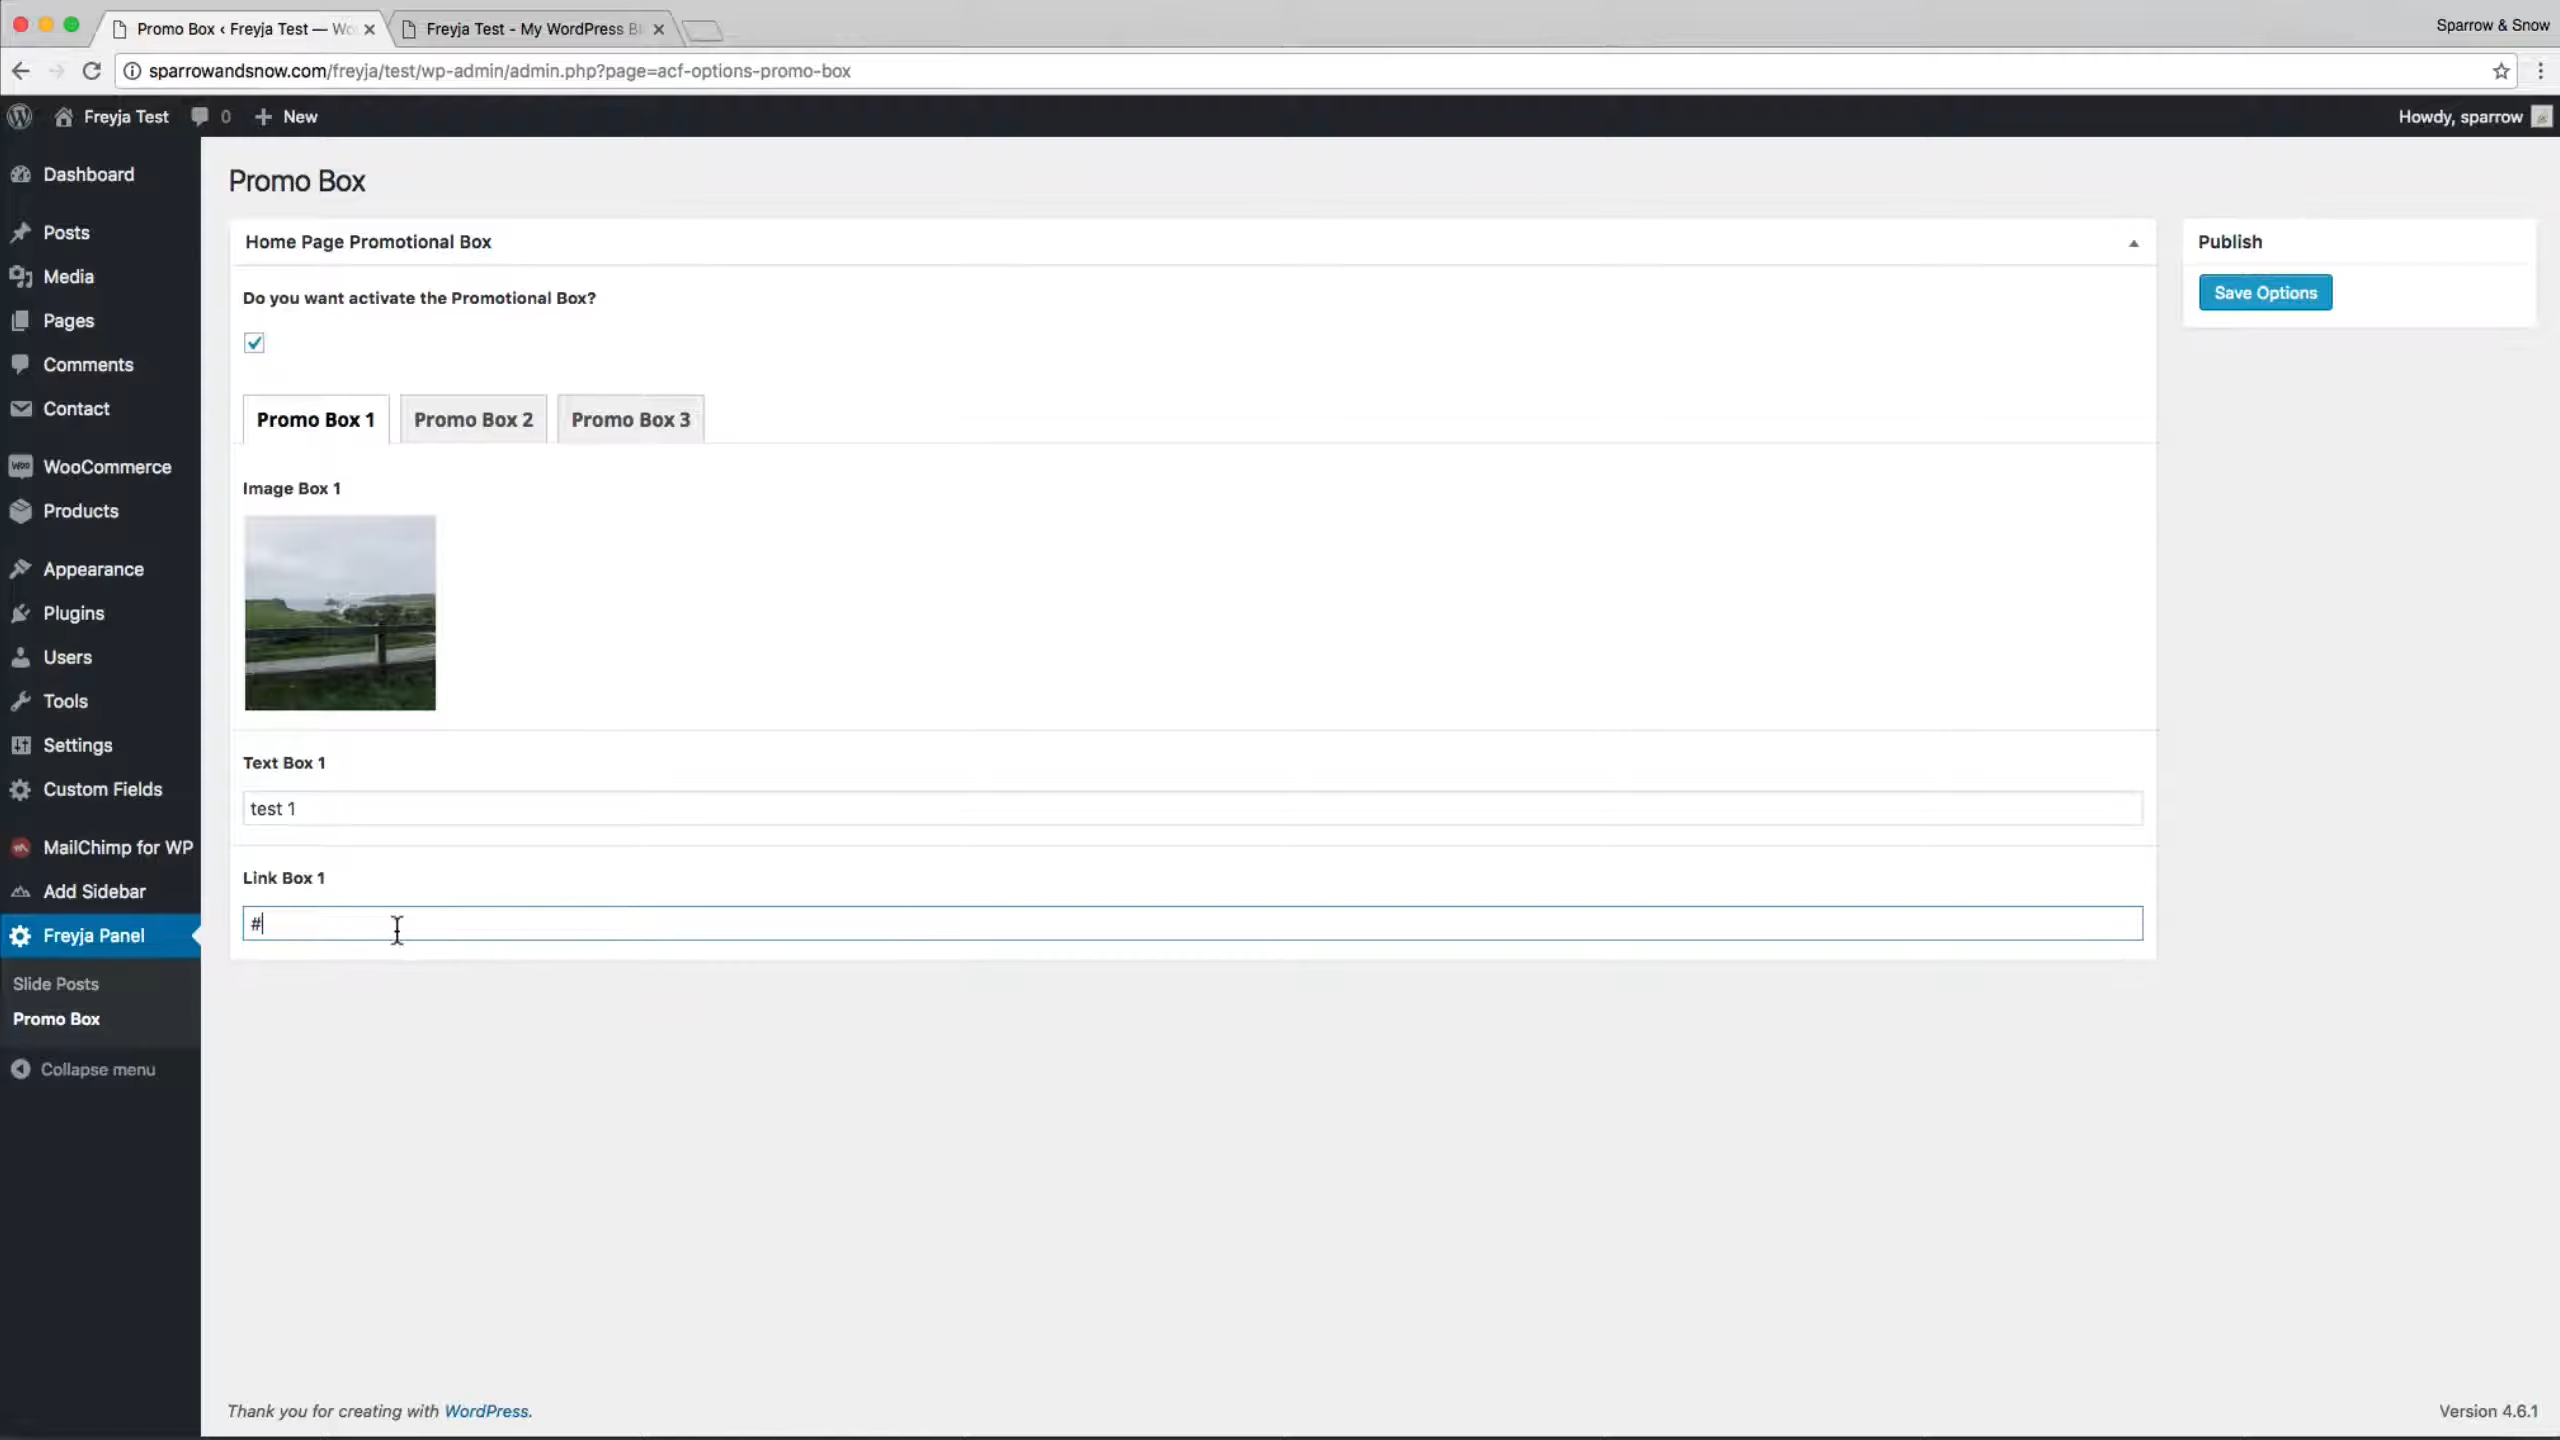 Promo Box ‹ Freyja Test — Wo
Freyja Test - My WordPress Bl
Sparrow & Snow
sparrowandsnow.com/freyja/test/wp-admin/admin.php?page=acf-options-promo-box
Freyja Test
0
New
Howdy, sparrow
Dashboard
Posts
Media
Pages
Comments
Contact
WooCommerce
Products
Appearance
Plugins
Users
Tools
Settings
Custom Fields
MailChimp for WP
Add Sidebar
Freyja Panel
Slide Posts
Promo Box
Collapse menu
Promo Box
Home Page Promotional Box
Do you want activate the Promotional Box?
Promo Box 1
Promo Box 2
Promo Box 3
Image Box 1
Text Box 1
test 1
Link Box 1
#
Publish
Save Options
Thank you for creating with WordPress.
Version 4.6.1